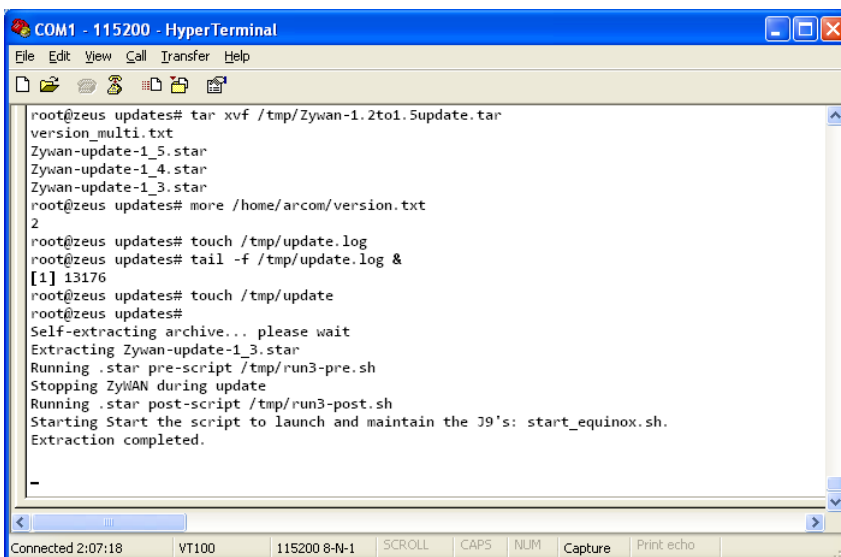 COM1 - 115200 - HyperTerminal
File Edit View Call Transfer Help
root@zeus updates# tar xvf /tmp/Zywan-1.2to1.5update.tar
version_multi.txt
Zywan-update-1_5.star
Zywan-update-1_4.star
Zywan-update-1_3.star
root@zeus updates# more /home/arcom/version.txt
2
root@zeus updates# touch /tmp/update.log
root@zeus updates# tail -f /tmp/update.log &
[1] 13176
root@zeus updates# touch /tmp/update
root@zeus updates#
Self-extracting archive... please wait
Extracting Zywan-update-1_3.star
Running .star pre-script /tmp/run3-pre.sh
Stopping ZyWAN during update
Running .star post-script /tmp/run3-post.sh
Starting Start the script to launch and maintain the J9's: start_equinox.sh.
Extraction completed.
Connected 2:07:18 VT100 115200 8-N-1 SCROLL CAPS NUM Capture Print echo